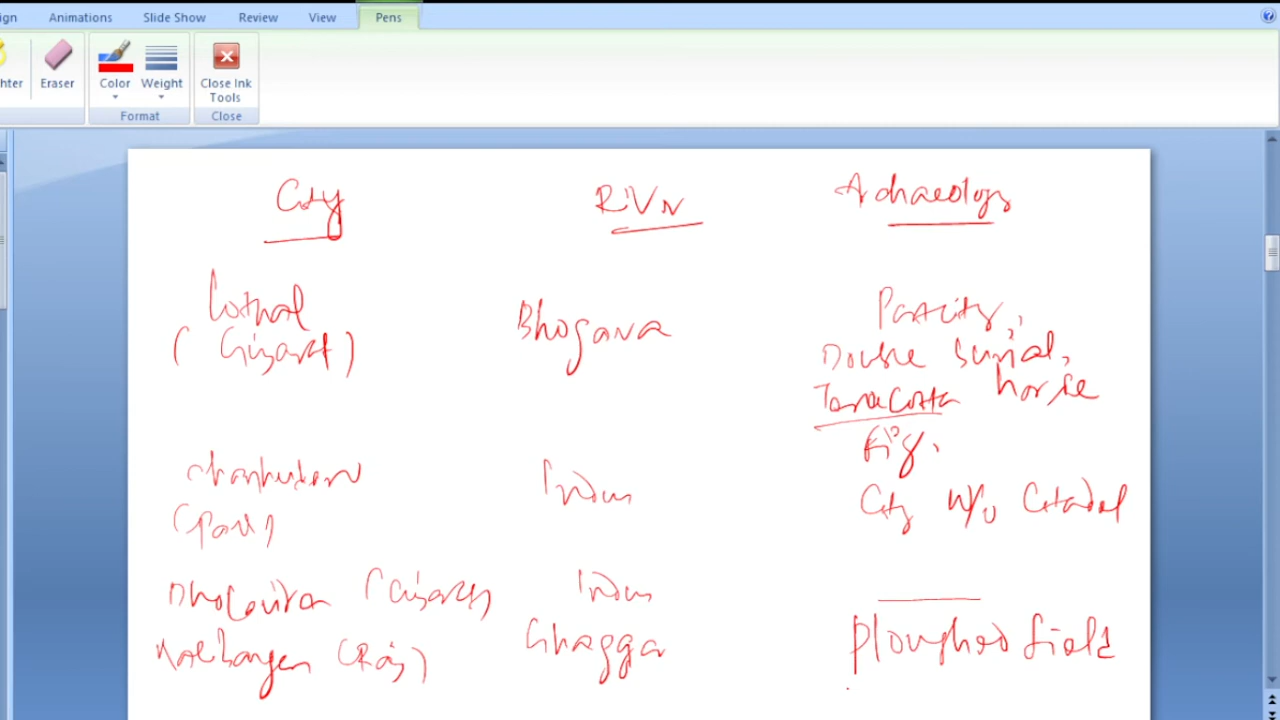 ign Animations Slide Show Review View Pens
hter Eraser Color Weight Close Ink Tools
Format Close
City River Archaeology
Lothal Bhogava Port city,
(Gujarat) Double burial,
Terracotta horse
fig.
Chanhudaro Indus City w/o Citadel
(Pak)
Dholavira (Gujarat) Indus
Kalibangan (Raj) Ghaggar Ploughed field